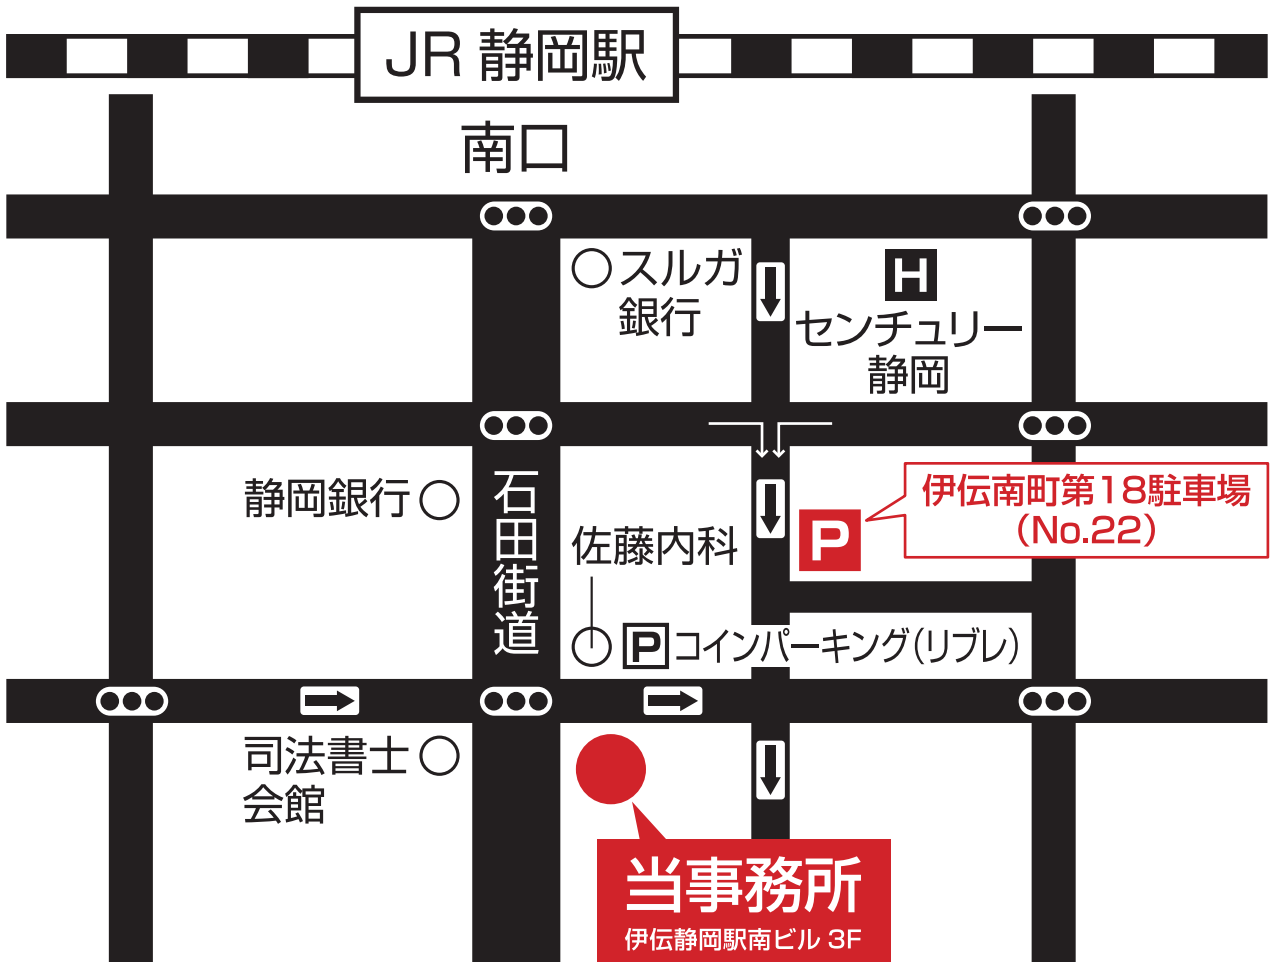 JR 静岡駅
南口
スルガ
銀行
H
センチュリー
静岡
静岡銀行
石田街道
佐藤内科
P
伊伝南町第18駐車場
(No.22)
P
コインパーキング(リブレ)
司法書士
会館
当事務所
伊伝静岡駅南ビル 3F